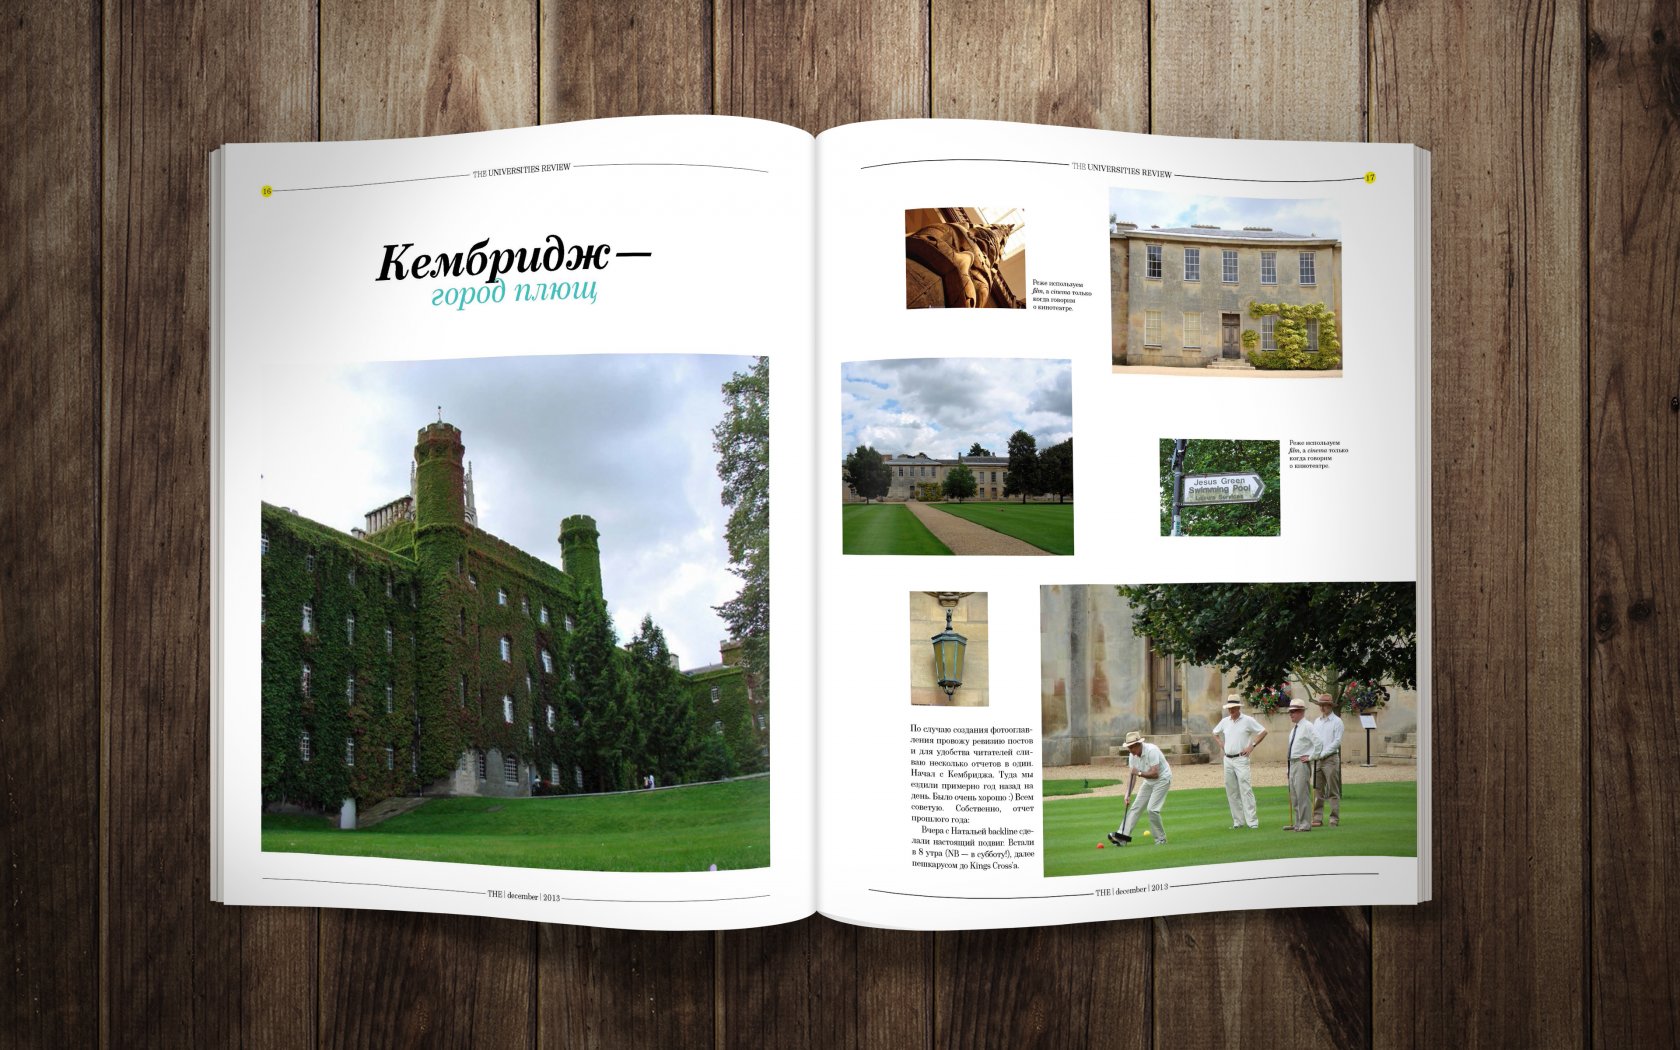 THE UNIVERSITIES REVIEW
16
Кембридж —
город плющ
THE | december | 2013
THE UNIVERSITIES REVIEW
17
Реже используем
film, а cinema только
когда говорим
о кинотеатре.
Реже используем
film, а cinema только
когда говорим
о кинотеатре.
Jesus Green
Swimming Pool
Leisure Services
По случаю создания фотооглав-
ления провожу ревизию постов
и для удобства читателей сли-
ваю несколько отчетов в один.
Начал с Кембриджа. Туда мы
ездили примерно год назад на
день. Было очень хорошо :) Всем
советую. Собственно, отчет
прошлого года:
Вчера с Натальей backline сде-
лали настоящий подвиг. Встали
в 8 утра (NB — в субботу!), далее
пешкарусом до Kings Cross'a.
THE | december | 2013